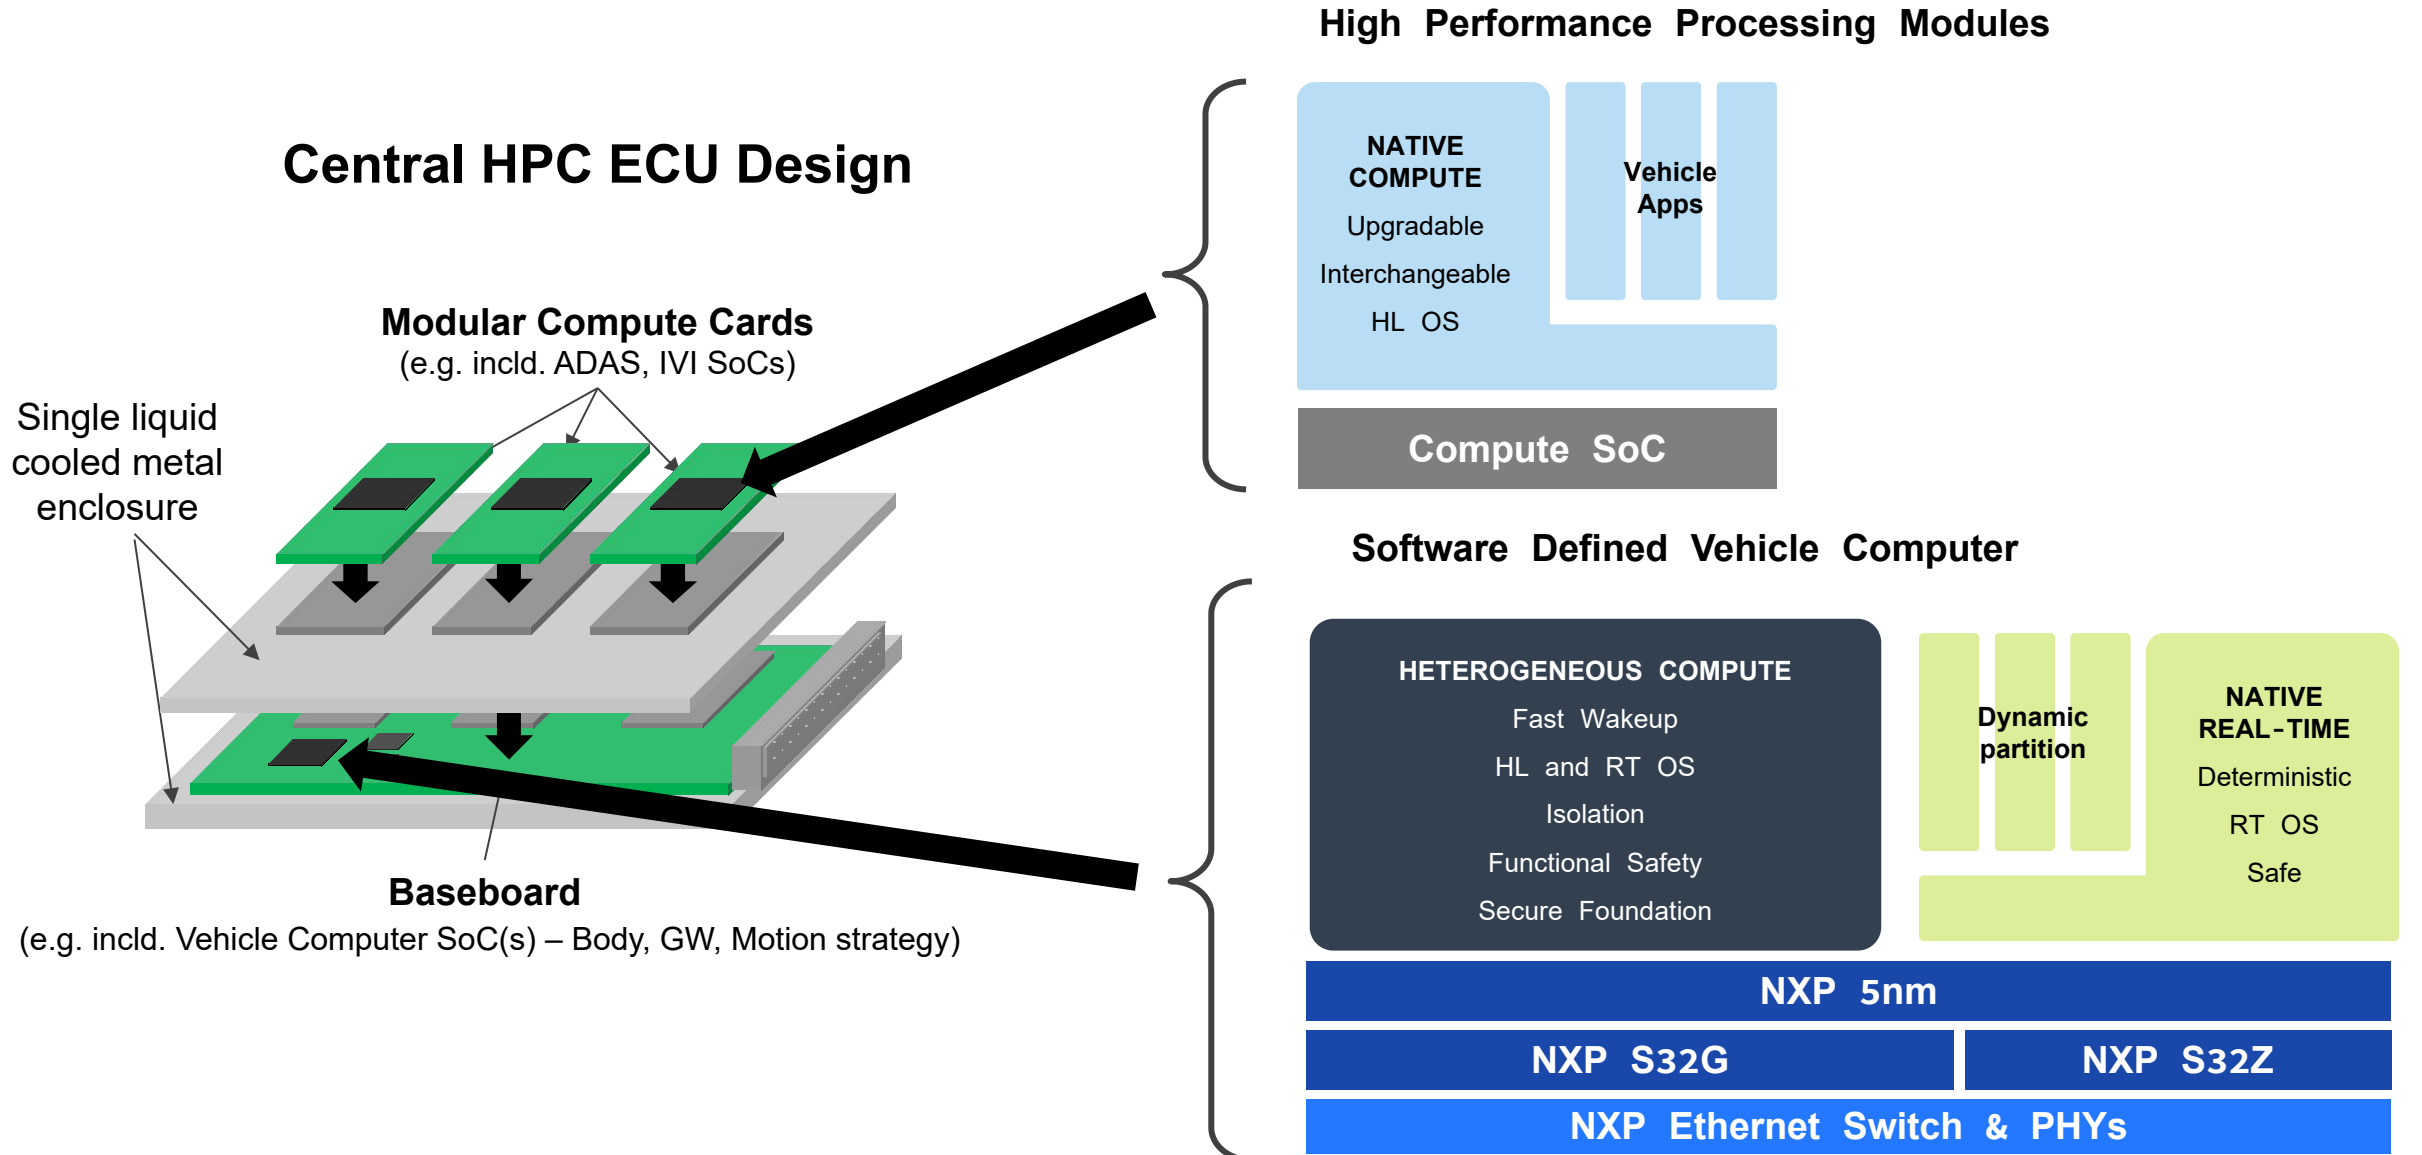 High Performance Processing Modules
Central HPC ECU Design
NATIVE
COMPUTE
Upgradable
Interchangeable
HL OS
Vehicle
Apps
Compute SoC
Modular Compute Cards
(e.g. incld. ADAS, IVI SoCs)
Single liquid
cooled metal
enclosure
Baseboard
(e.g. incld. Vehicle Computer SoC(s) – Body, GW, Motion strategy)
Software Defined Vehicle Computer
HETEROGENEOUS COMPUTE
Fast Wakeup
HL and RT OS
Isolation
Functional Safety
Secure Foundation
Dynamic
partition
NATIVE
REAL-TIME
Deterministic
RT OS
Safe
NXP 5nm
NXP S32G
NXP S32Z
NXP Ethernet Switch & PHYs